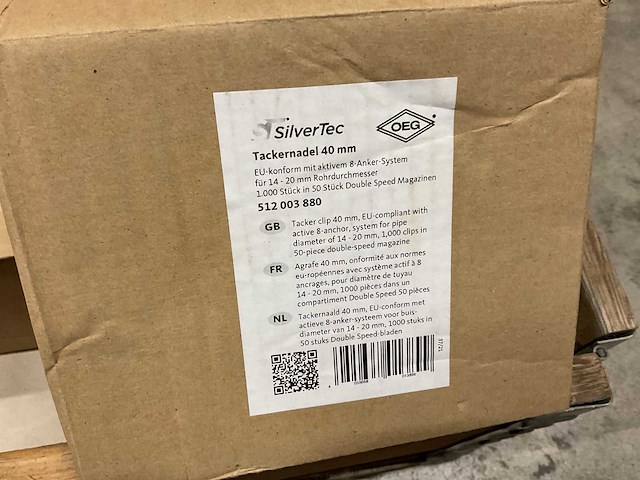 ST SilverTec
OEG
Tackernadel 40 mm
EU-konform mit aktivem 8-Anker-System
für 14 - 20 mm Rohrdurchmesser
1.000 Stück in 50 Stück Double Speed Magazinen
512 003 880
GB
Tacker clip 40 mm, EU-compliant with
active 8-anchor, system for pipe
diameter of 14 - 20 mm, 1,000 clips in
50-piece double-speed magazine
FR
Agrafe 40 mm, onformité aux normes
eu-ropéennes avec système actif à 8
ancrages, pour diamètre de tuyau
14 - 20 mm, 1000 pièces dans un
compartiment Double Speed 50 pièces
NL
Tackernaald 40 mm, EU-conform met
actieve 8-anker-systeem voor buis-
diameter van 14 - 20 mm, 1000 stuks in
50 stuks Double Speed-bladen